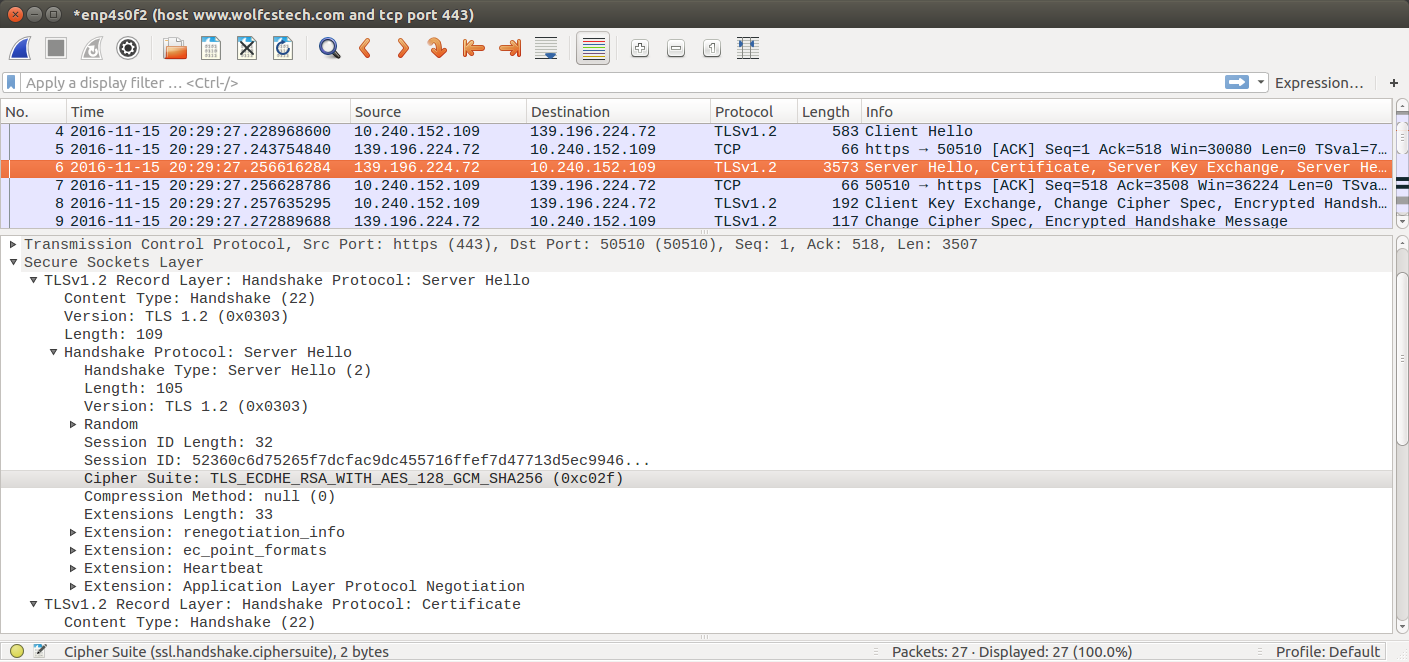 *enp4s0f2 (host www.wolfcstech.com and tcp port 443)
Apply a display filter ... <Ctrl-/> Expression... +
No. Time Source Destination Protocol Length Info
4 2016-11-15 20:29:27.228968600 10.240.152.109 139.196.224.72 TLSv1.2 583 Client Hello
5 2016-11-15 20:29:27.243754840 139.196.224.72 10.240.152.109 TCP 66 https → 50510 [ACK] Seq=1 Ack=518 Win=30080 Len=0 TSval=7...
6 2016-11-15 20:29:27.256616284 139.196.224.72 10.240.152.109 TLSv1.2 3573 Server Hello, Certificate, Server Key Exchange, Server He...
7 2016-11-15 20:29:27.256628786 10.240.152.109 139.196.224.72 TCP 66 50510 → https [ACK] Seq=518 Ack=3508 Win=36224 Len=0 TSva...
8 2016-11-15 20:29:27.257635295 10.240.152.109 139.196.224.72 TLSv1.2 192 Client Key Exchange, Change Cipher Spec, Encrypted Handsh...
9 2016-11-15 20:29:27.272889688 139.196.224.72 10.240.152.109 TLSv1.2 117 Change Cipher Spec, Encrypted Handshake Message
Transmission Control Protocol, Src Port: https (443), Dst Port: 50510 (50510), Seq: 1, Ack: 518, Len: 3507
Secure Sockets Layer
TLSv1.2 Record Layer: Handshake Protocol: Server Hello
Content Type: Handshake (22)
Version: TLS 1.2 (0x0303)
Length: 109
Handshake Protocol: Server Hello
Handshake Type: Server Hello (2)
Length: 105
Version: TLS 1.2 (0x0303)
Random
Session ID Length: 32
Session ID: 52360c6d75265f7dcfac9dc455716ffef7d47713d5ec9946...
Cipher Suite: TLS_ECDHE_RSA_WITH_AES_128_GCM_SHA256 (0xc02f)
Compression Method: null (0)
Extensions Length: 33
Extension: renegotiation_info
Extension: ec_point_formats
Extension: Heartbeat
Extension: Application Layer Protocol Negotiation
TLSv1.2 Record Layer: Handshake Protocol: Certificate
Content Type: Handshake (22)
Cipher Suite (ssl.handshake.ciphersuite), 2 bytes Packets: 27 · Displayed: 27 (100.0%) Profile: Default